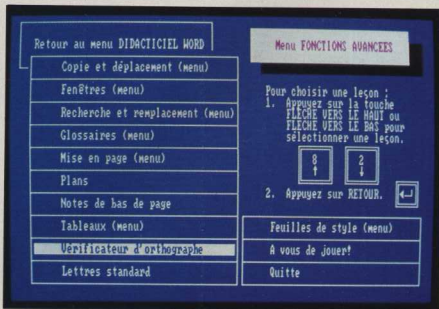 Retour au menu DIDACTICIEL WORD
Copie et déplacement (menu)
Fenêtres (menu)
Recherche et remplacement (menu)
Glossaires (menu)
Mise en page (menu)
Plans
Notes de bas de page
Tableaux (menu)
Vérificateur d'orthographe
Lettres standard
Menu FONCTIONS AVANCEES
Pour choisir une leçon :
1. Appuyez sur la touche
FLECHE VERS LE HAUT ou
FLECHE VERS LE BAS pour
sélectionner une leçon.
8 2
↑ ↓
2. Appuyez sur RETOUR. ↵
Feuilles de style (menu)
A vous de jouer!
Quitte